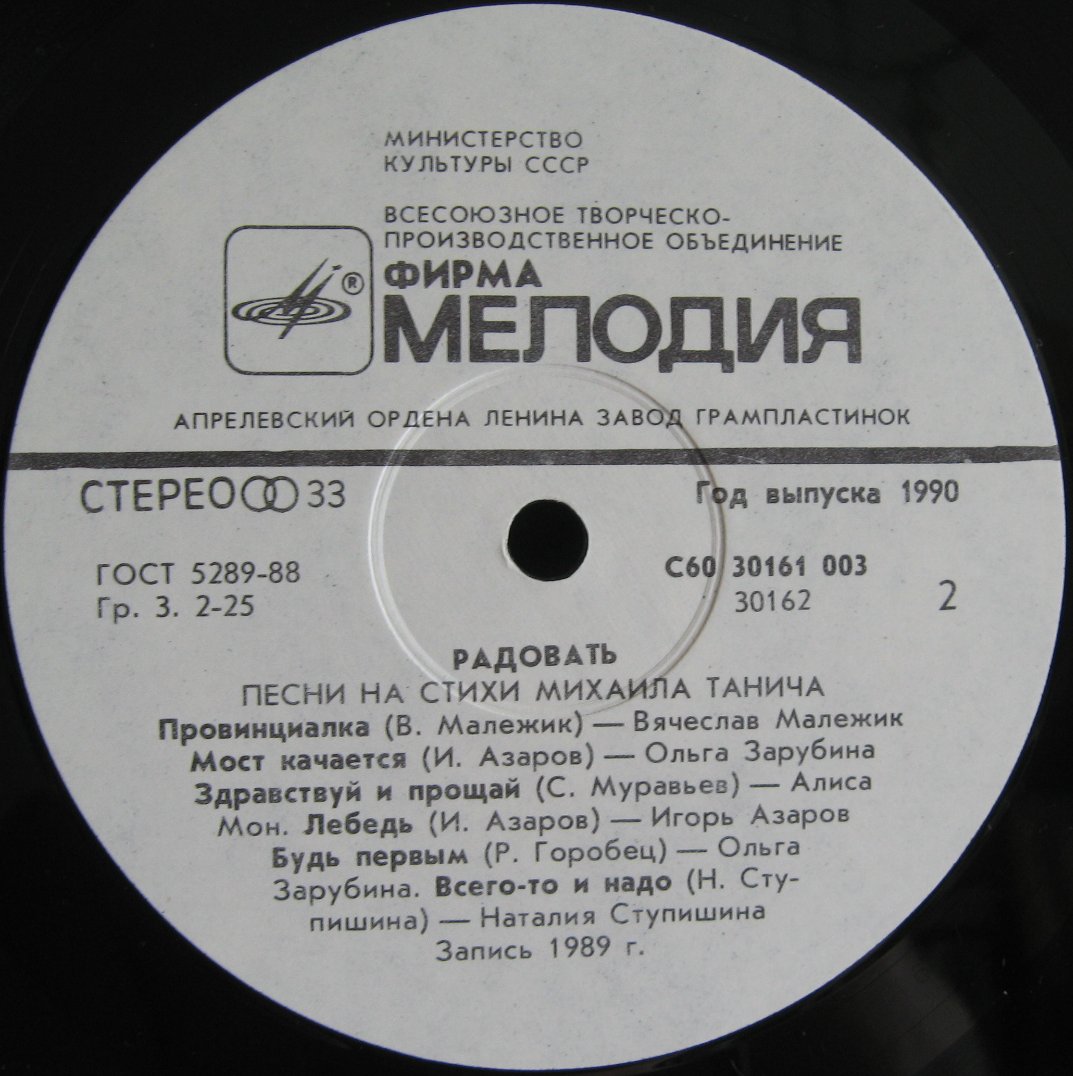 МИНИСТЕРСТВО
КУЛЬТУРЫ СССР
ВСЕСОЮЗНОЕ ТВОРЧЕСКО-
ПРОИЗВОДСТВЕННОЕ ОБЪЕДИНЕНИЕ
ФИРМА
®
МЕЛОДИЯ
АПРЕЛЕВСКИЙ ОРДЕНА ЛЕНИНА ЗАВОД ГРАМПЛАСТИНОК
СТЕРЕО 33
Год выпуска 1990
ГОСТ 5289-88
Гр. 3. 2-25
С60 30161 003
30162
2
РАДОВАТЬ
ПЕСНИ НА СТИХИ МИХАИЛА ТАНИЧА
Провинциалка (В. Малежик) — Вячеслав Малежик
Мост качается (И. Азаров) — Ольга Зарубина
Здравствуй и прощай (С. Муравьев) — Алиса
Мон. Лебедь (И. Азаров) — Игорь Азаров
Будь первым (Р. Горобец) — Ольга
Зарубина. Всего-то и надо (Н. Сту-
пишина) — Наталия Ступишина
Запись 1989 г.